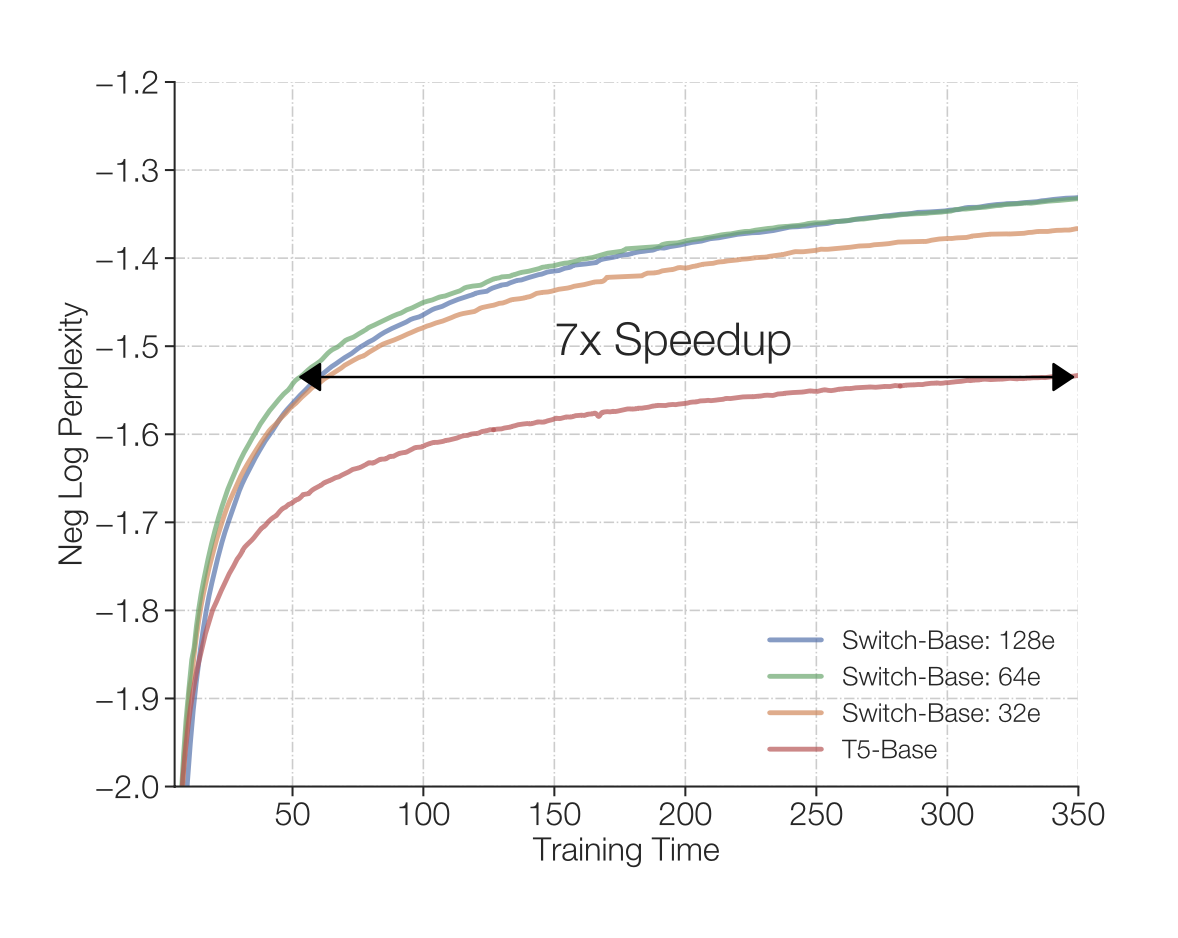 −1.2
−1.3
−1.4
−1.5
−1.6
−1.7
−1.8
−1.9
−2.0
Neg Log Perplexity
7x Speedup
Switch-Base: 128e
Switch-Base: 64e
Switch-Base: 32e
T5-Base
50 100 150 200 250 300 350
Training Time